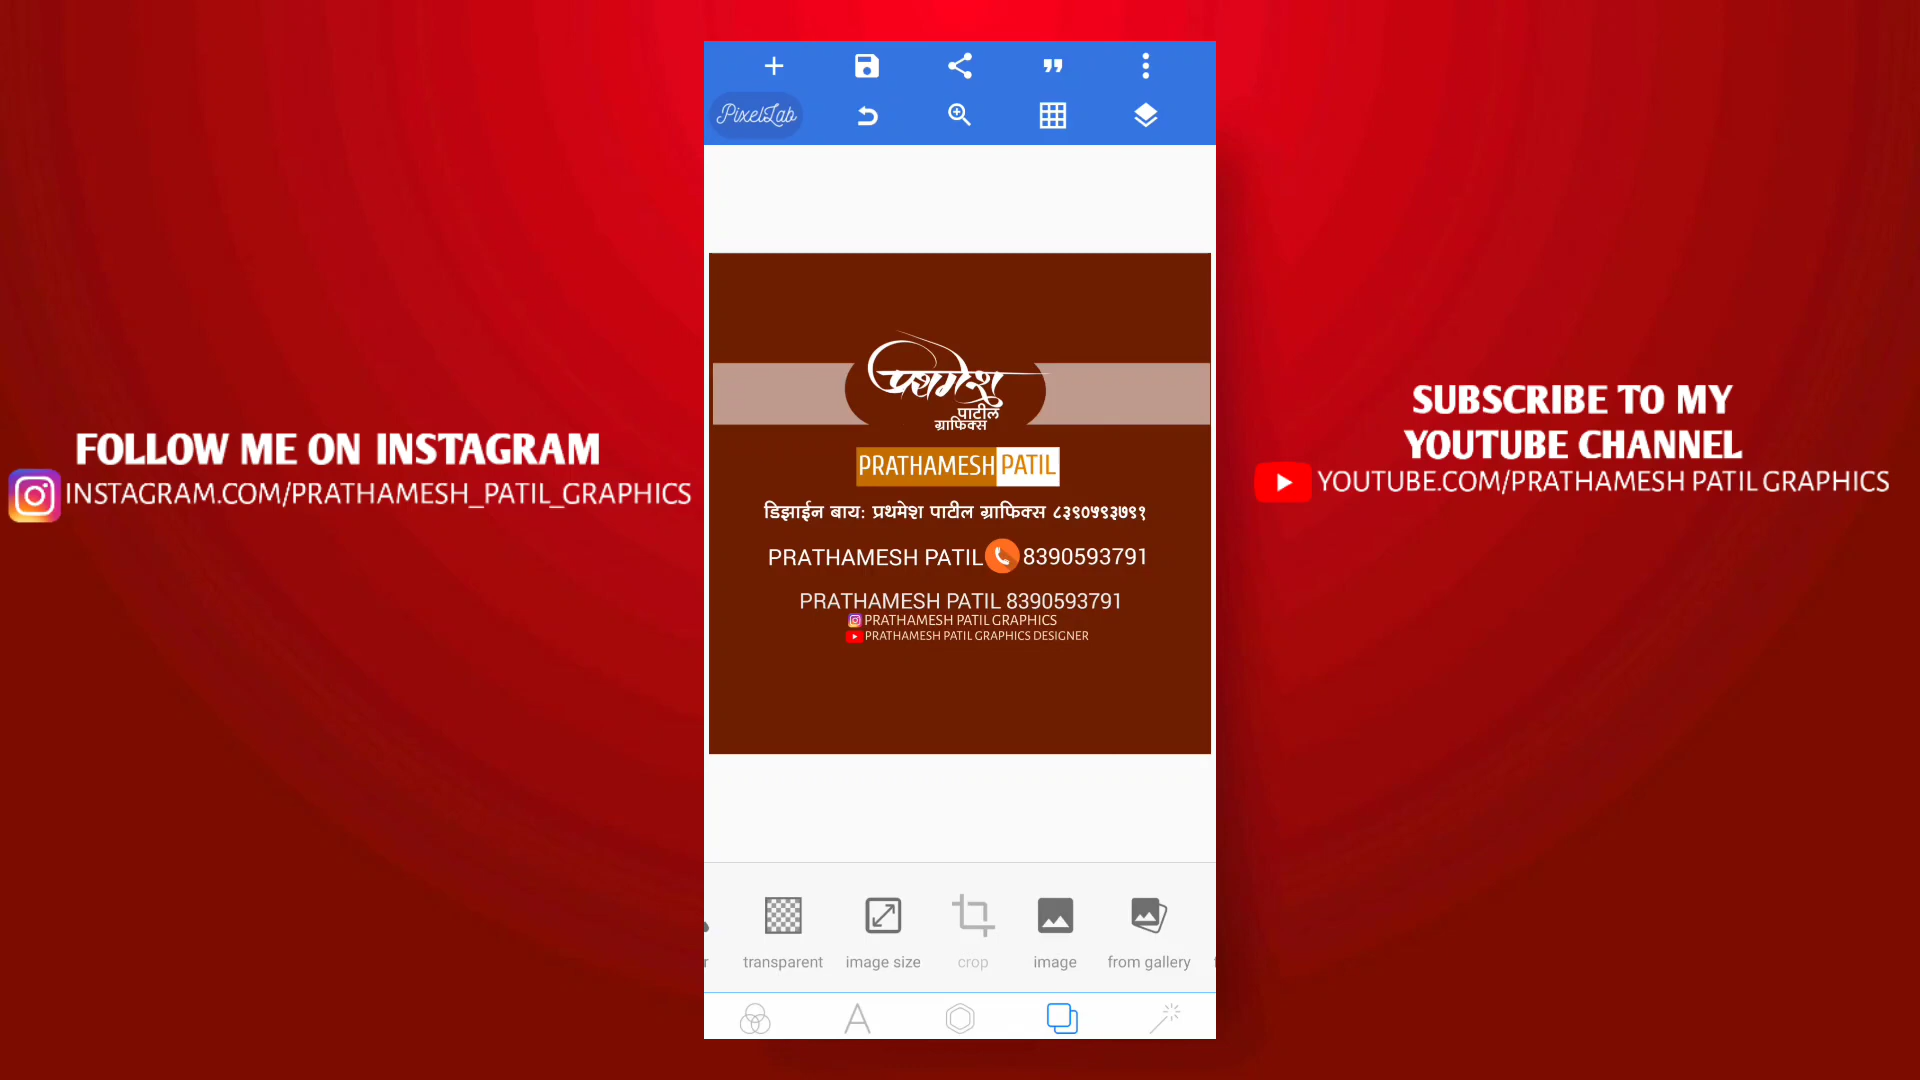 PixelLab
FOLLOW ME ON INSTAGRAM
INSTAGRAM.COM/PRATHAMESH_PATIL_GRAPHICS
प्रथमेश
पाटील
ग्राफिक्स
PRATHAMESH PATIL
डिझाईन बाय: प्रथमेश पाटील ग्राफिक्स ८३९०५९३७९१
PRATHAMESH PATIL 8390593791
PRATHAMESH PATIL 8390593791
PRATHAMESH PATIL GRAPHICS
PRATHAMESH PATIL GRAPHICS DESIGNER
SUBSCRIBE TO MY
YOUTUBE CHANNEL
YOUTUBE.COM/PRATHAMESH PATIL GRAPHICS
transparent image size crop image from gallery